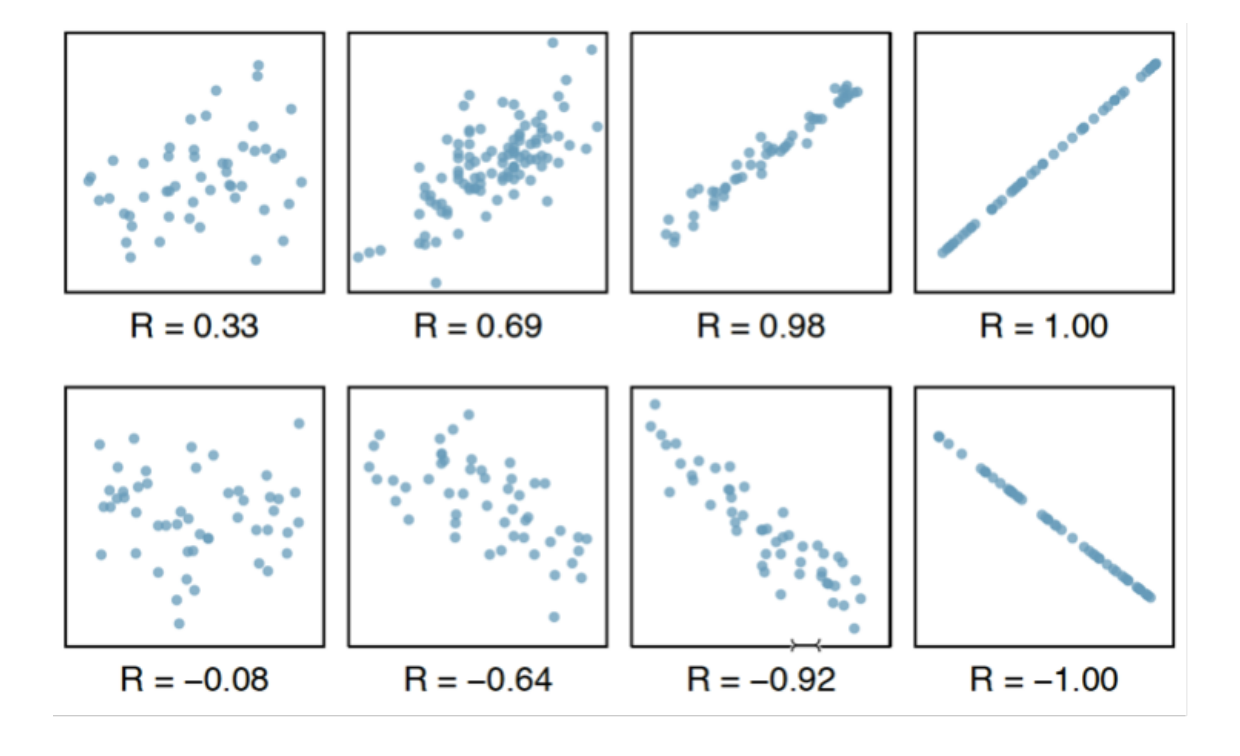 R = 0.33 R = 0.69 R = 0.98 R = 1.00
R = −0.08 R = −0.64 R = −0.92 R = −1.00